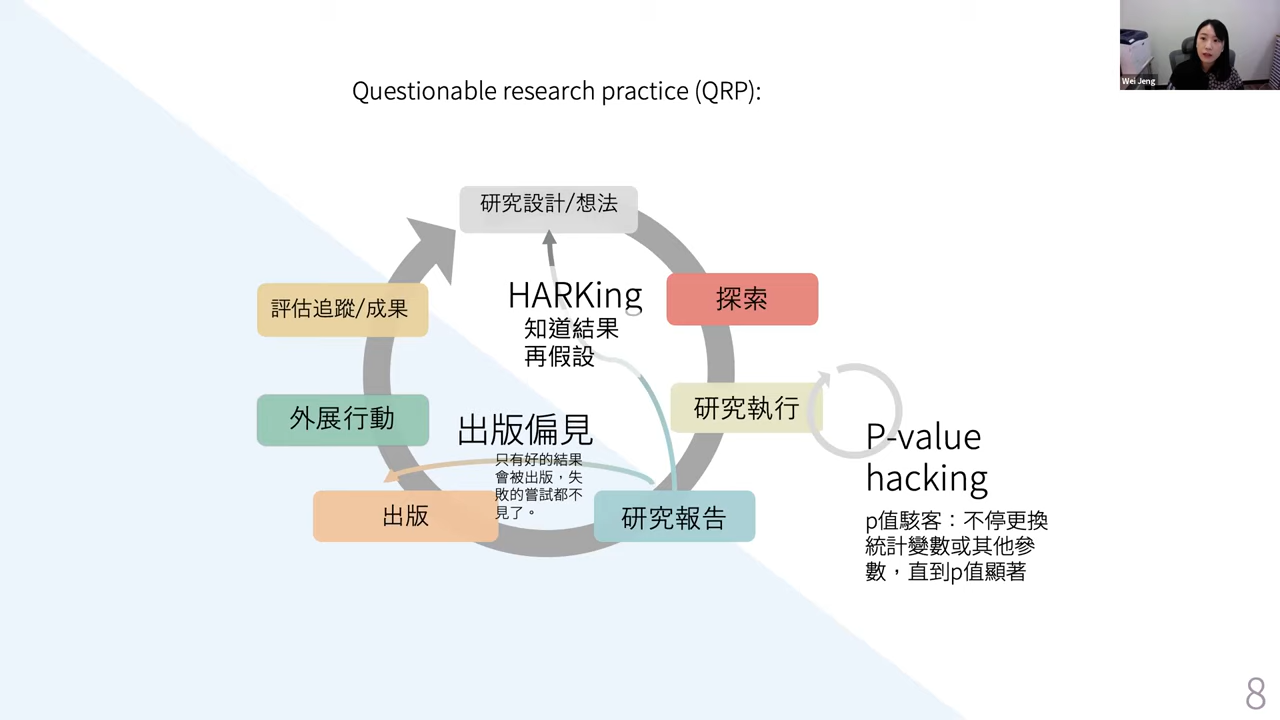 Wei Jeng
Questionable research practice (QRP):
研究設計/想法
HARKing
知道結果
再假設
探索
評估追蹤/成果
研究執行
外展行動
出版偏見
只有好的結果
會被出版，失
敗的嘗試都不
見了。
P-value
hacking
p值駭客：不停更換
統計變數或其他參
數，直到p值顯著
出版
研究報告
8